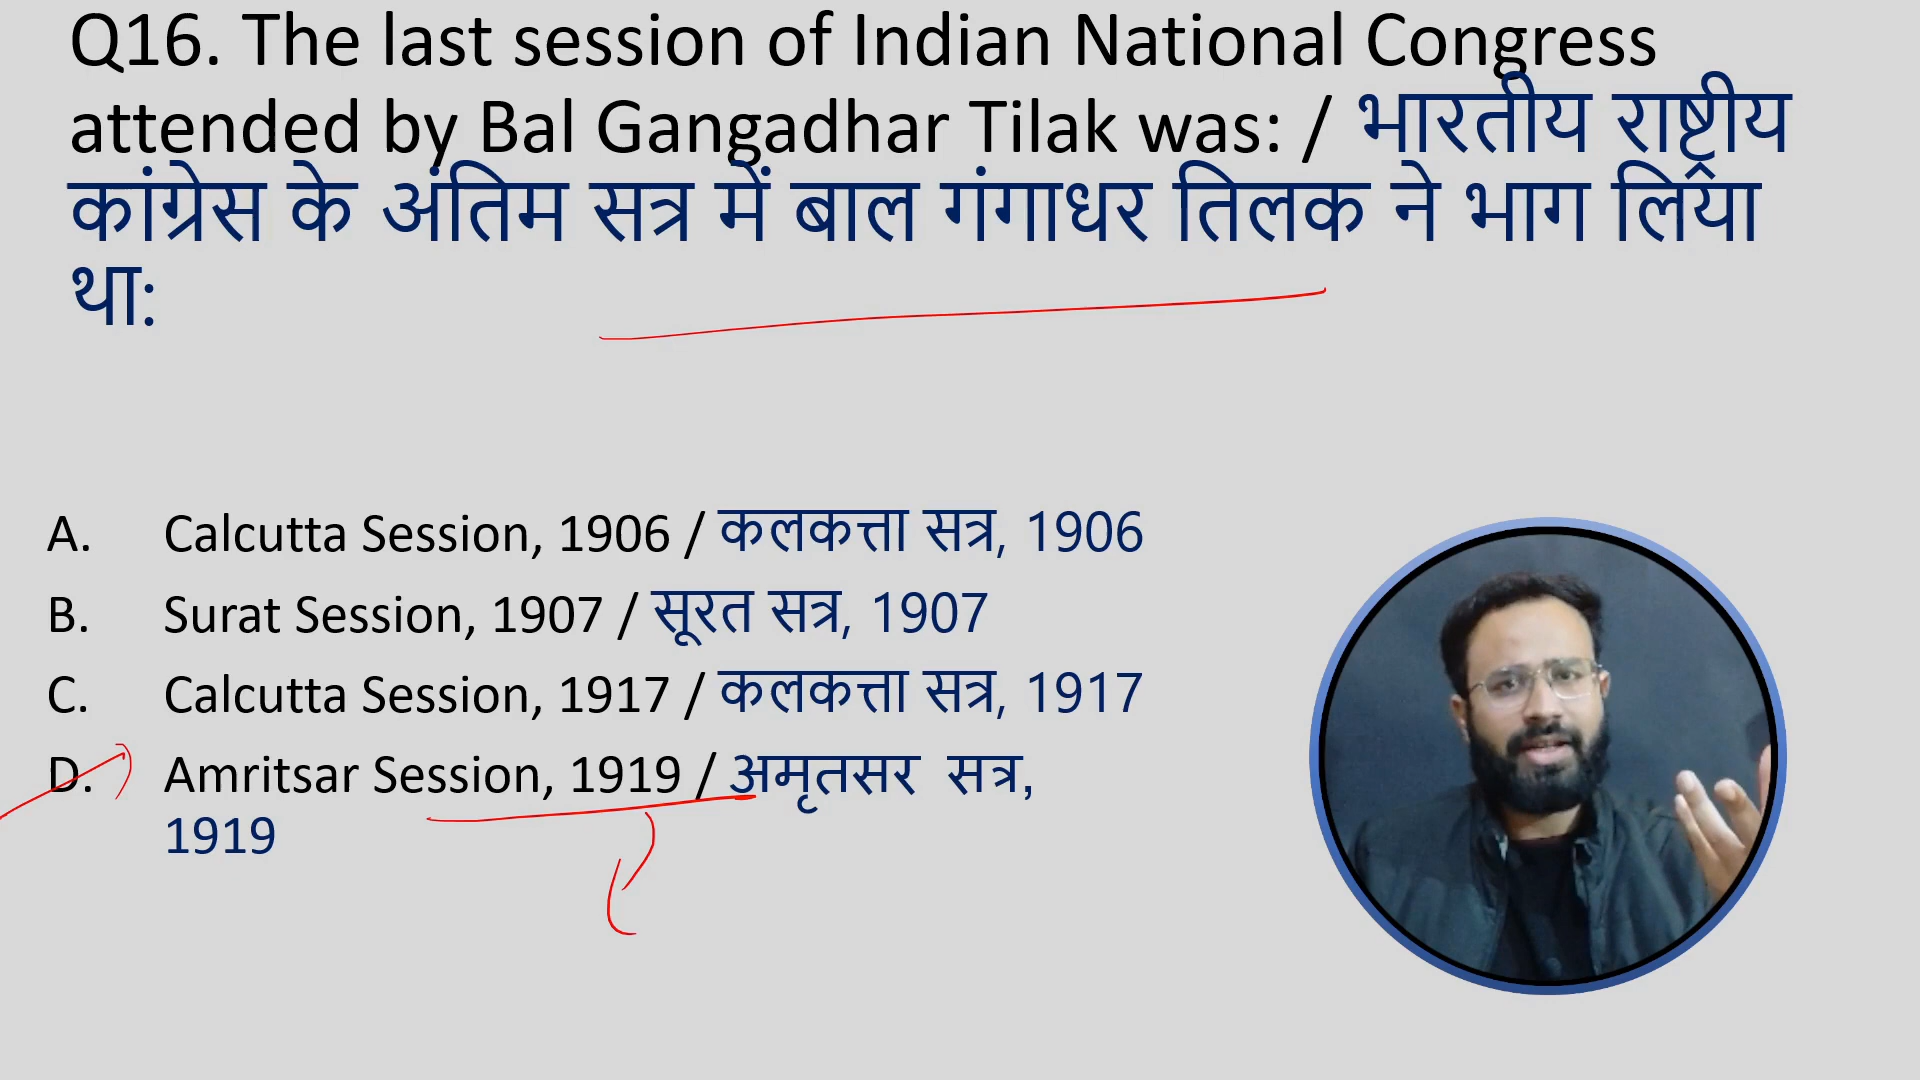 Q16. The last session of Indian National Congress
attended by Bal Gangadhar Tilak was: / भारतीय राष्ट्रीय
कांग्रेस के अंतिम सत्र में बाल गंगाधर तिलक ने भाग लिया
था:
A. Calcutta Session, 1906 / कलकत्ता सत्र, 1906
B. Surat Session, 1907 / सूरत सत्र, 1907
C. Calcutta Session, 1917 / कलकत्ता सत्र, 1917
D. Amritsar Session, 1919 / अमृतसर सत्र,
1919